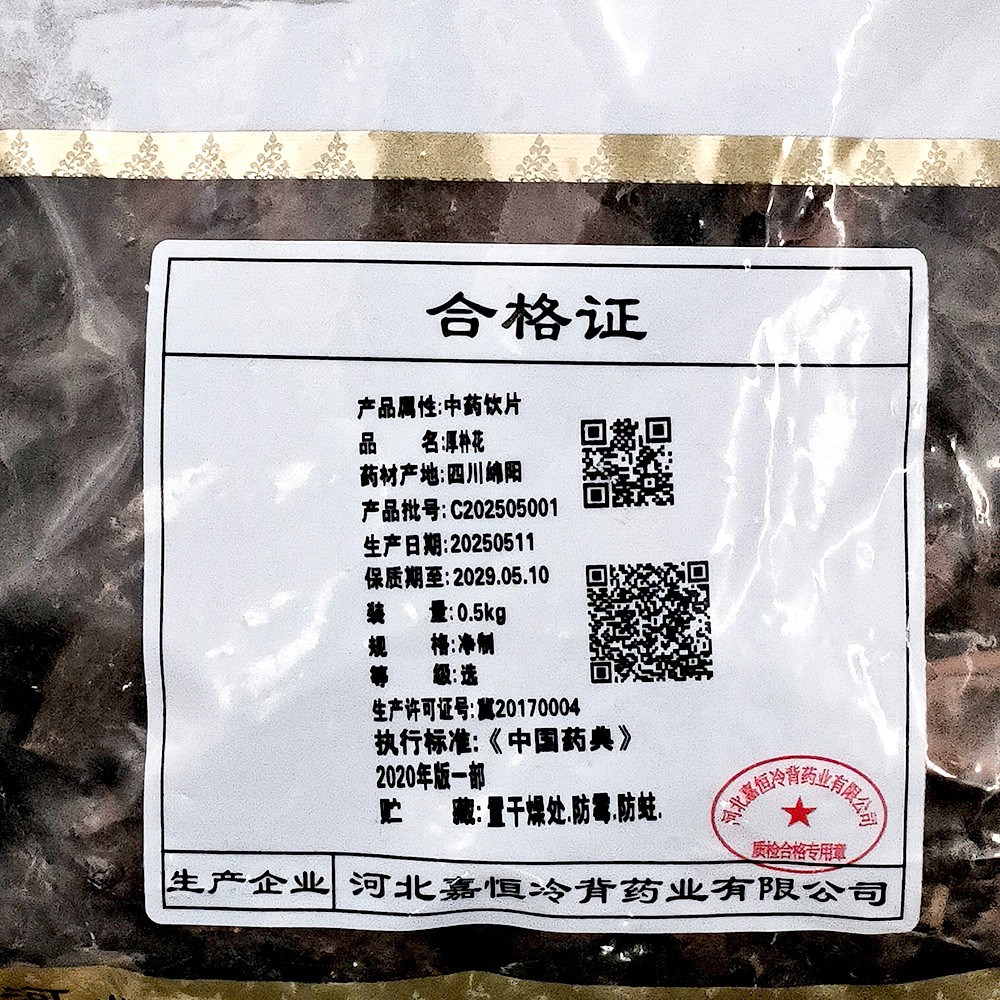 合格证
产品属性:中药饮片
品 名:厚朴花
药材产地:四川绵阳
产品批号:C202505001
生产日期:20250511
保质期至:2029.05.10
装 量:0.5kg
规 格:净制
等 级:选
生产许可证号:冀20170004
执行标准:《中国药典》
2020年版一部
贮 藏:置干燥处,防霉,防蛀.
河北嘉恒冷背药业有限公司
质检合格专用章
生产企业 河北嘉恒冷背药业有限公司